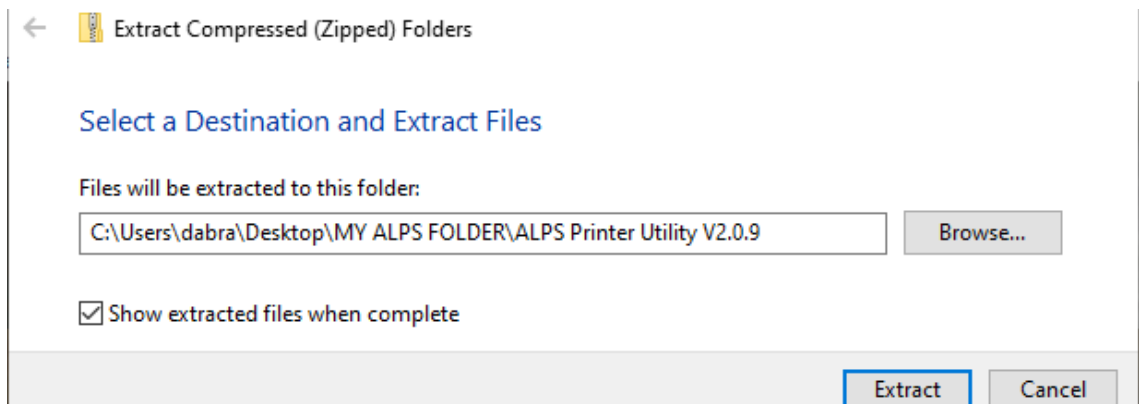 Extract Compressed (Zipped) Folders
Select a Destination and Extract Files
Files will be extracted to this folder:
C:\Users\dabra\Desktop\MY ALPS FOLDER\ALPS Printer Utility V2.0.9
Browse...
Show extracted files when complete
Extract
Cancel